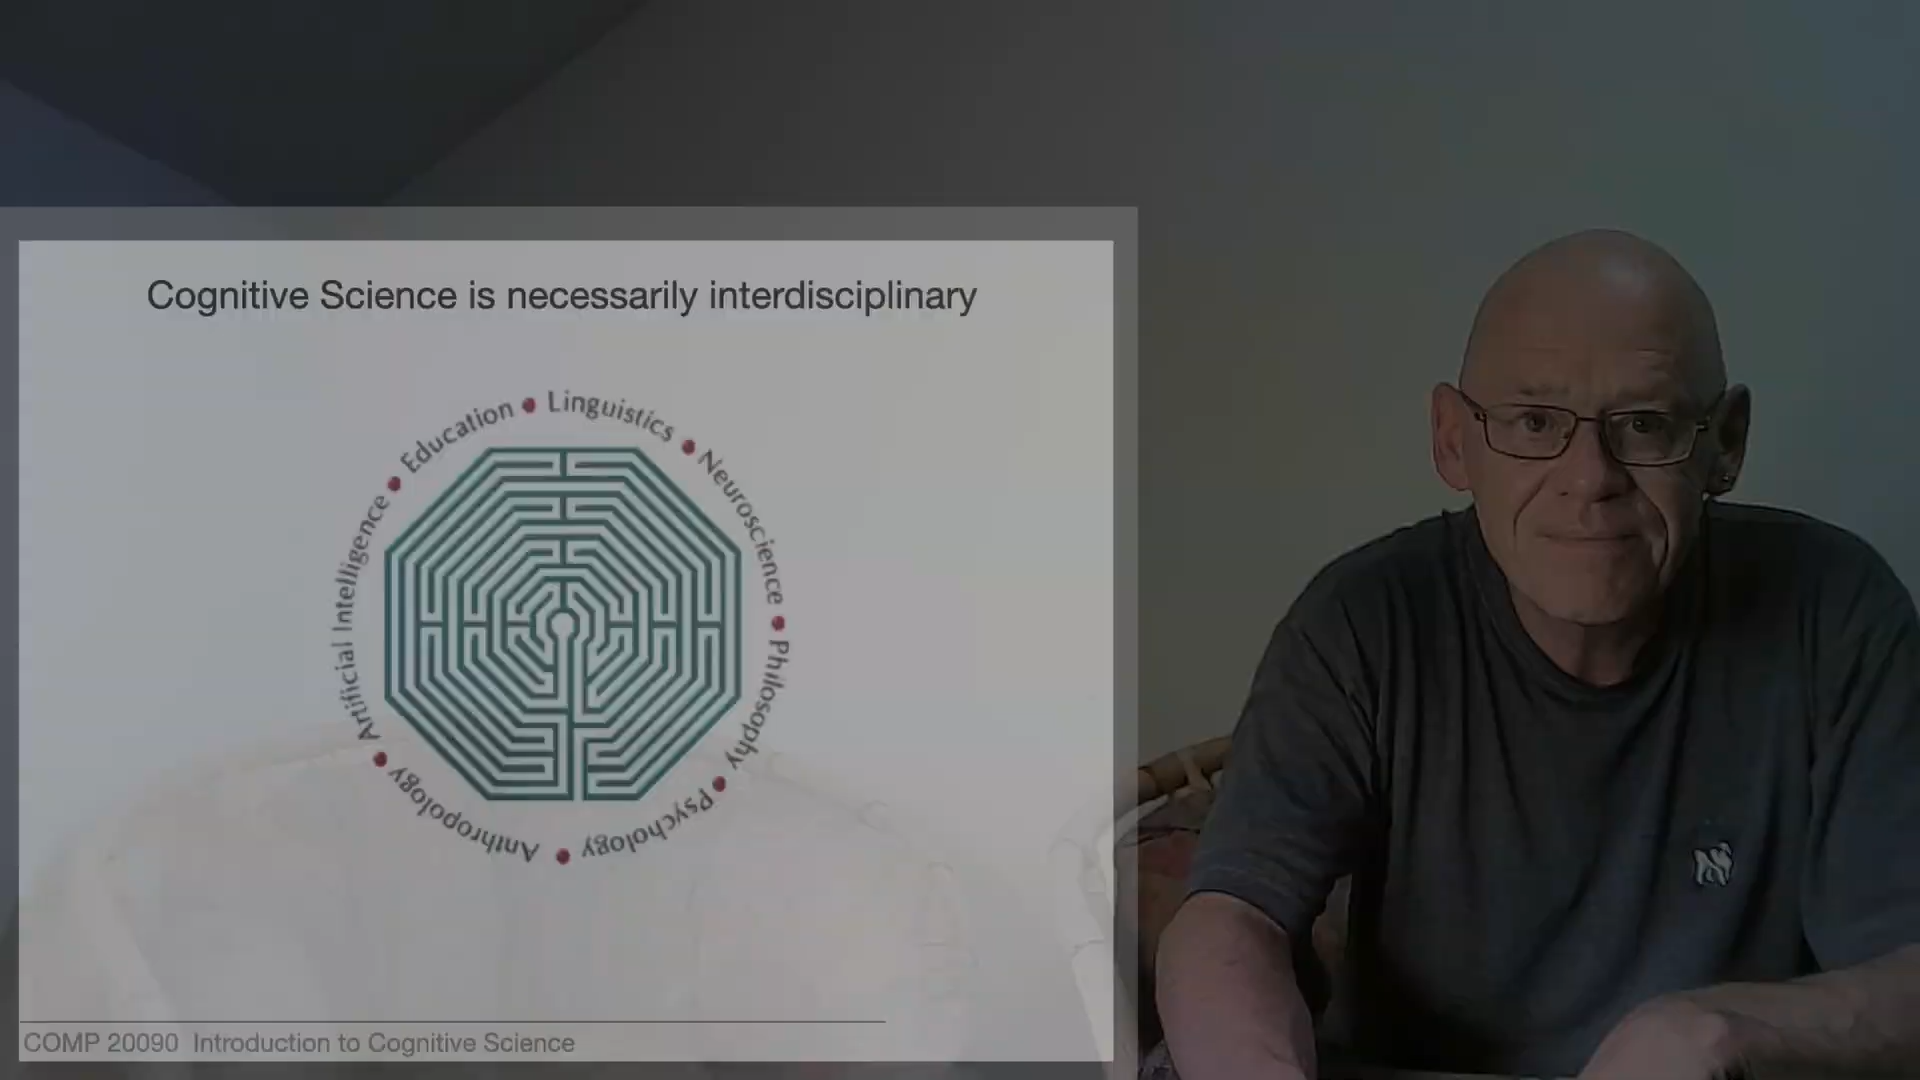 Cognitive Science is necessarily interdisciplinary
Linguistics
Neuroscience
Philosophy
Psychology
Anthropology
Artificial Intelligence
Education
COMP 20090 Introduction to Cognitive Science